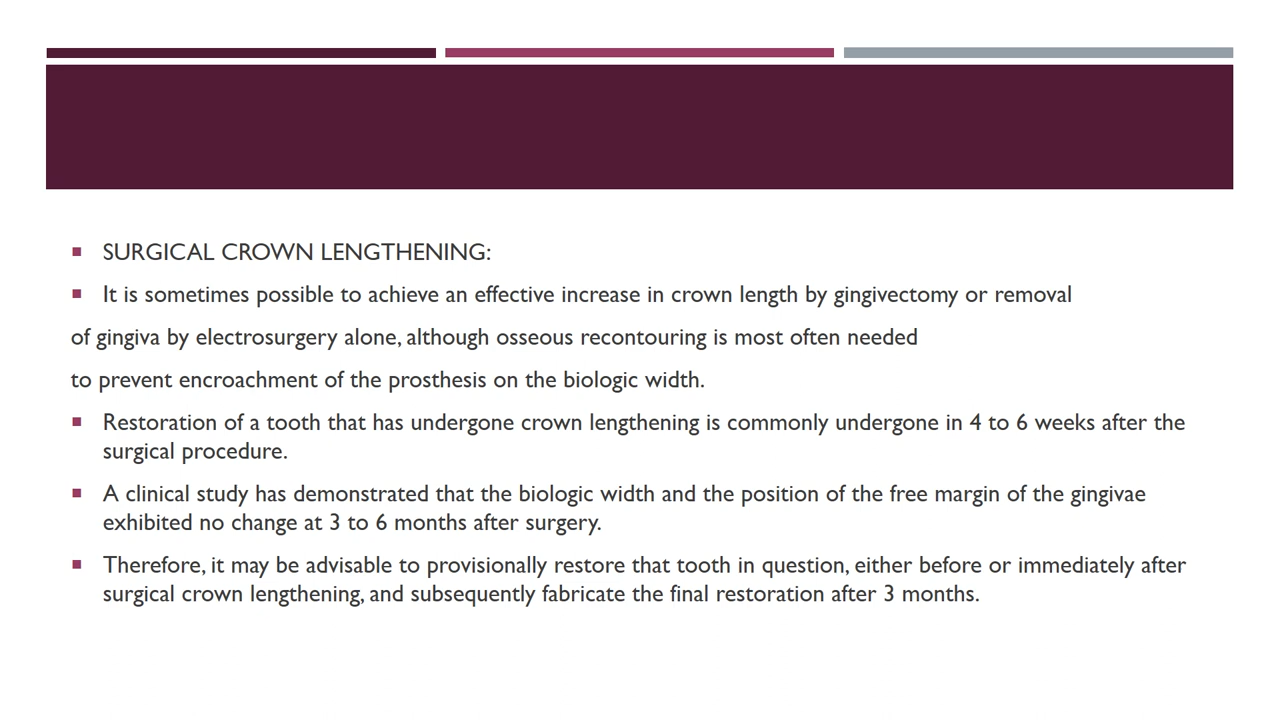 SURGICAL CROWN LENGTHENING:
It is sometimes possible to achieve an effective increase in crown length by gingivectomy or removal
of gingiva by electrosurgery alone, although osseous recontouring is most often needed
to prevent encroachment of the prosthesis on the biologic width.
Restoration of a tooth that has undergone crown lengthening is commonly undergone in 4 to 6 weeks after the
surgical procedure.
A clinical study has demonstrated that the biologic width and the position of the free margin of the gingivae
exhibited no change at 3 to 6 months after surgery.
Therefore, it may be advisable to provisionally restore that tooth in question, either before or immediately after
surgical crown lengthening, and subsequently fabricate the final restoration after 3 months.